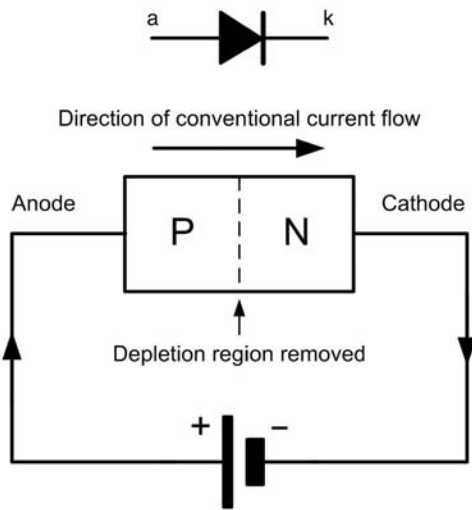 a k
Direction of conventional current flow
Anode Cathode
P N
Depletion region removed
+ −